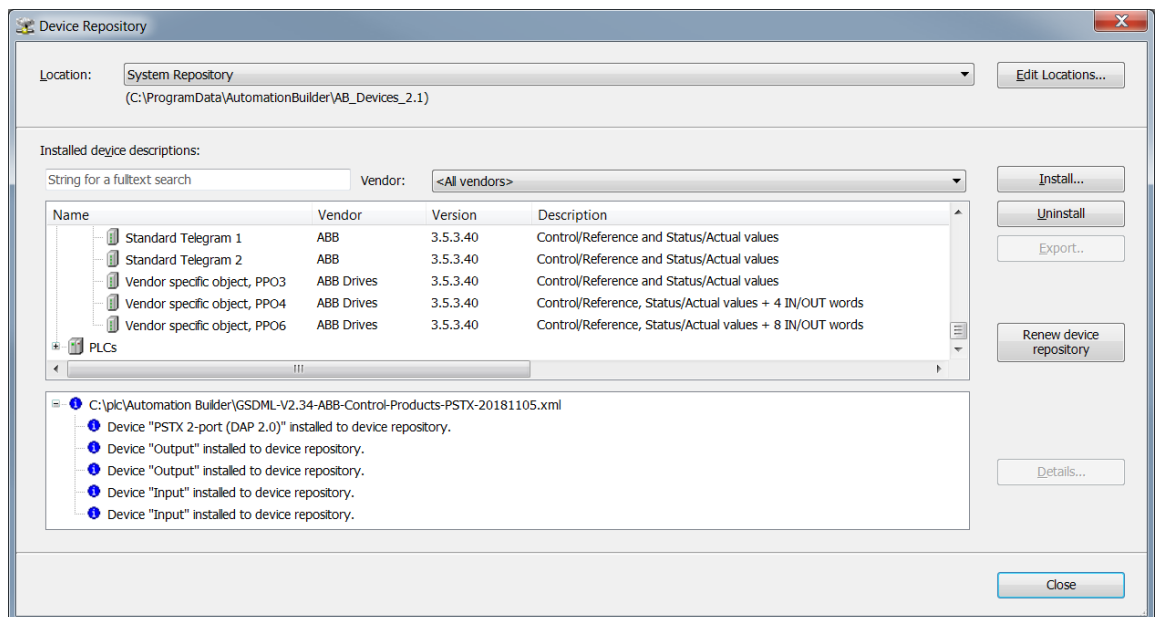 Device Repository
Location: System Repository Edit Locations...
(C:\ProgramData\AutomationBuilder\AB_Devices_2.1)
Installed device descriptions:
String for a fulltext search Vendor: <All vendors> Install...
Name Vendor Version Description Uninstall
Standard Telegram 1 ABB 3.5.3.40 Control/Reference and Status/Actual values
Standard Telegram 2 ABB 3.5.3.40 Control/Reference and Status/Actual values Export..
Vendor specific object, PPO3 ABB Drives 3.5.3.40 Control/Reference and Status/Actual values
Vendor specific object, PPO4 ABB Drives 3.5.3.40 Control/Reference, Status/Actual values + 4 IN/OUT words
Vendor specific object, PPO6 ABB Drives 3.5.3.40 Control/Reference, Status/Actual values + 8 IN/OUT words
PLCs
Renew device
repository
C:\plc\Automation Builder\GSDML-V2.34-ABB-Control-Products-PSTX-20181105.xml
Device "PSTX 2-port (DAP 2.0)" installed to device repository.
Device "Output" installed to device repository.
Device "Output" installed to device repository.
Details...
Device "Input" installed to device repository.
Device "Input" installed to device repository.
Close